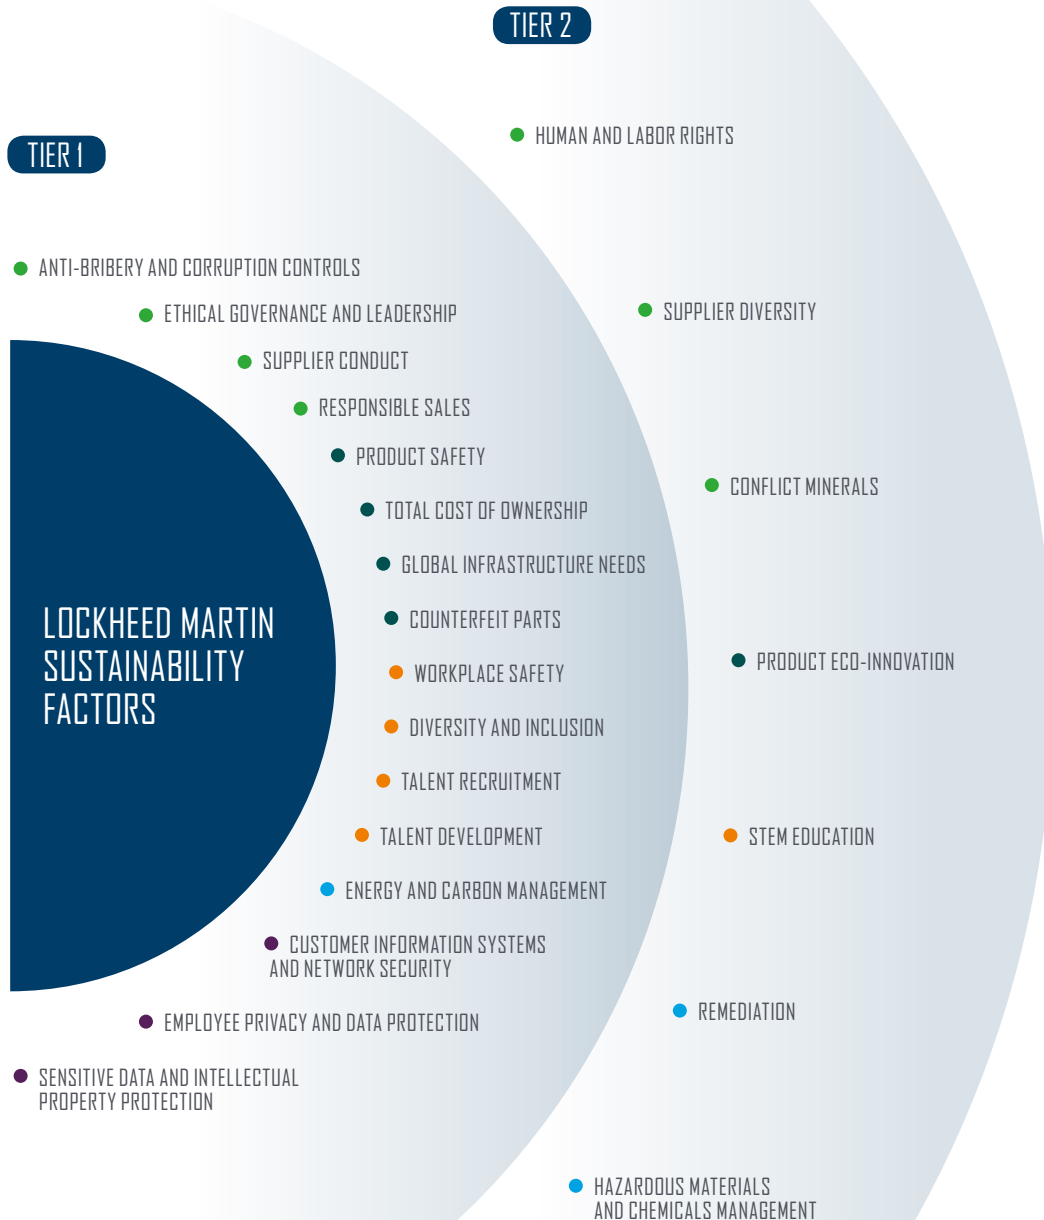 TIER 2
HUMAN AND LABOR RIGHTS
TIER 1
ANTI-BRIBERY AND CORRUPTION CONTROLS
ETHICAL GOVERNANCE AND LEADERSHIP
SUPPLIER DIVERSITY
SUPPLIER CONDUCT
RESPONSIBLE SALES
PRODUCT SAFETY
CONFLICT MINERALS
TOTAL COST OF OWNERSHIP
GLOBAL INFRASTRUCTURE NEEDS
COUNTERFEIT PARTS
LOCKHEED MARTIN
SUSTAINABILITY
FACTORS
WORKPLACE SAFETY
PRODUCT ECO-INNOVATION
DIVERSITY AND INCLUSION
TALENT RECRUITMENT
TALENT DEVELOPMENT
STEM EDUCATION
ENERGY AND CARBON MANAGEMENT
CUSTOMER INFORMATION SYSTEMS
AND NETWORK SECURITY
REMEDIATION
EMPLOYEE PRIVACY AND DATA PROTECTION
SENSITIVE DATA AND INTELLECTUAL
PROPERTY PROTECTION
HAZARDOUS MATERIALS
AND CHEMICALS MANAGEMENT